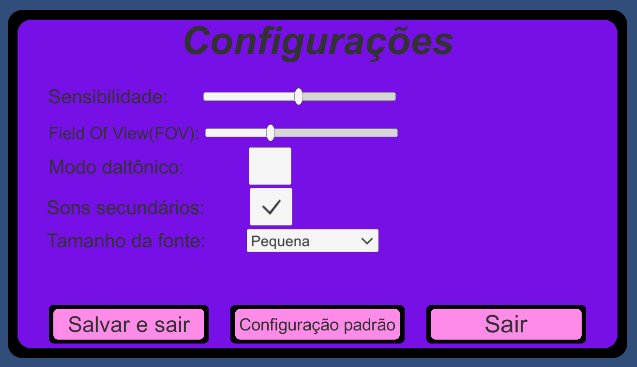 Configurações
Sensibilidade:
Field Of View(FOV):
Modo daltônico:
Sons secundários:
Tamanho da fonte: Pequena
Salvar e sair Configuração padrão Sair